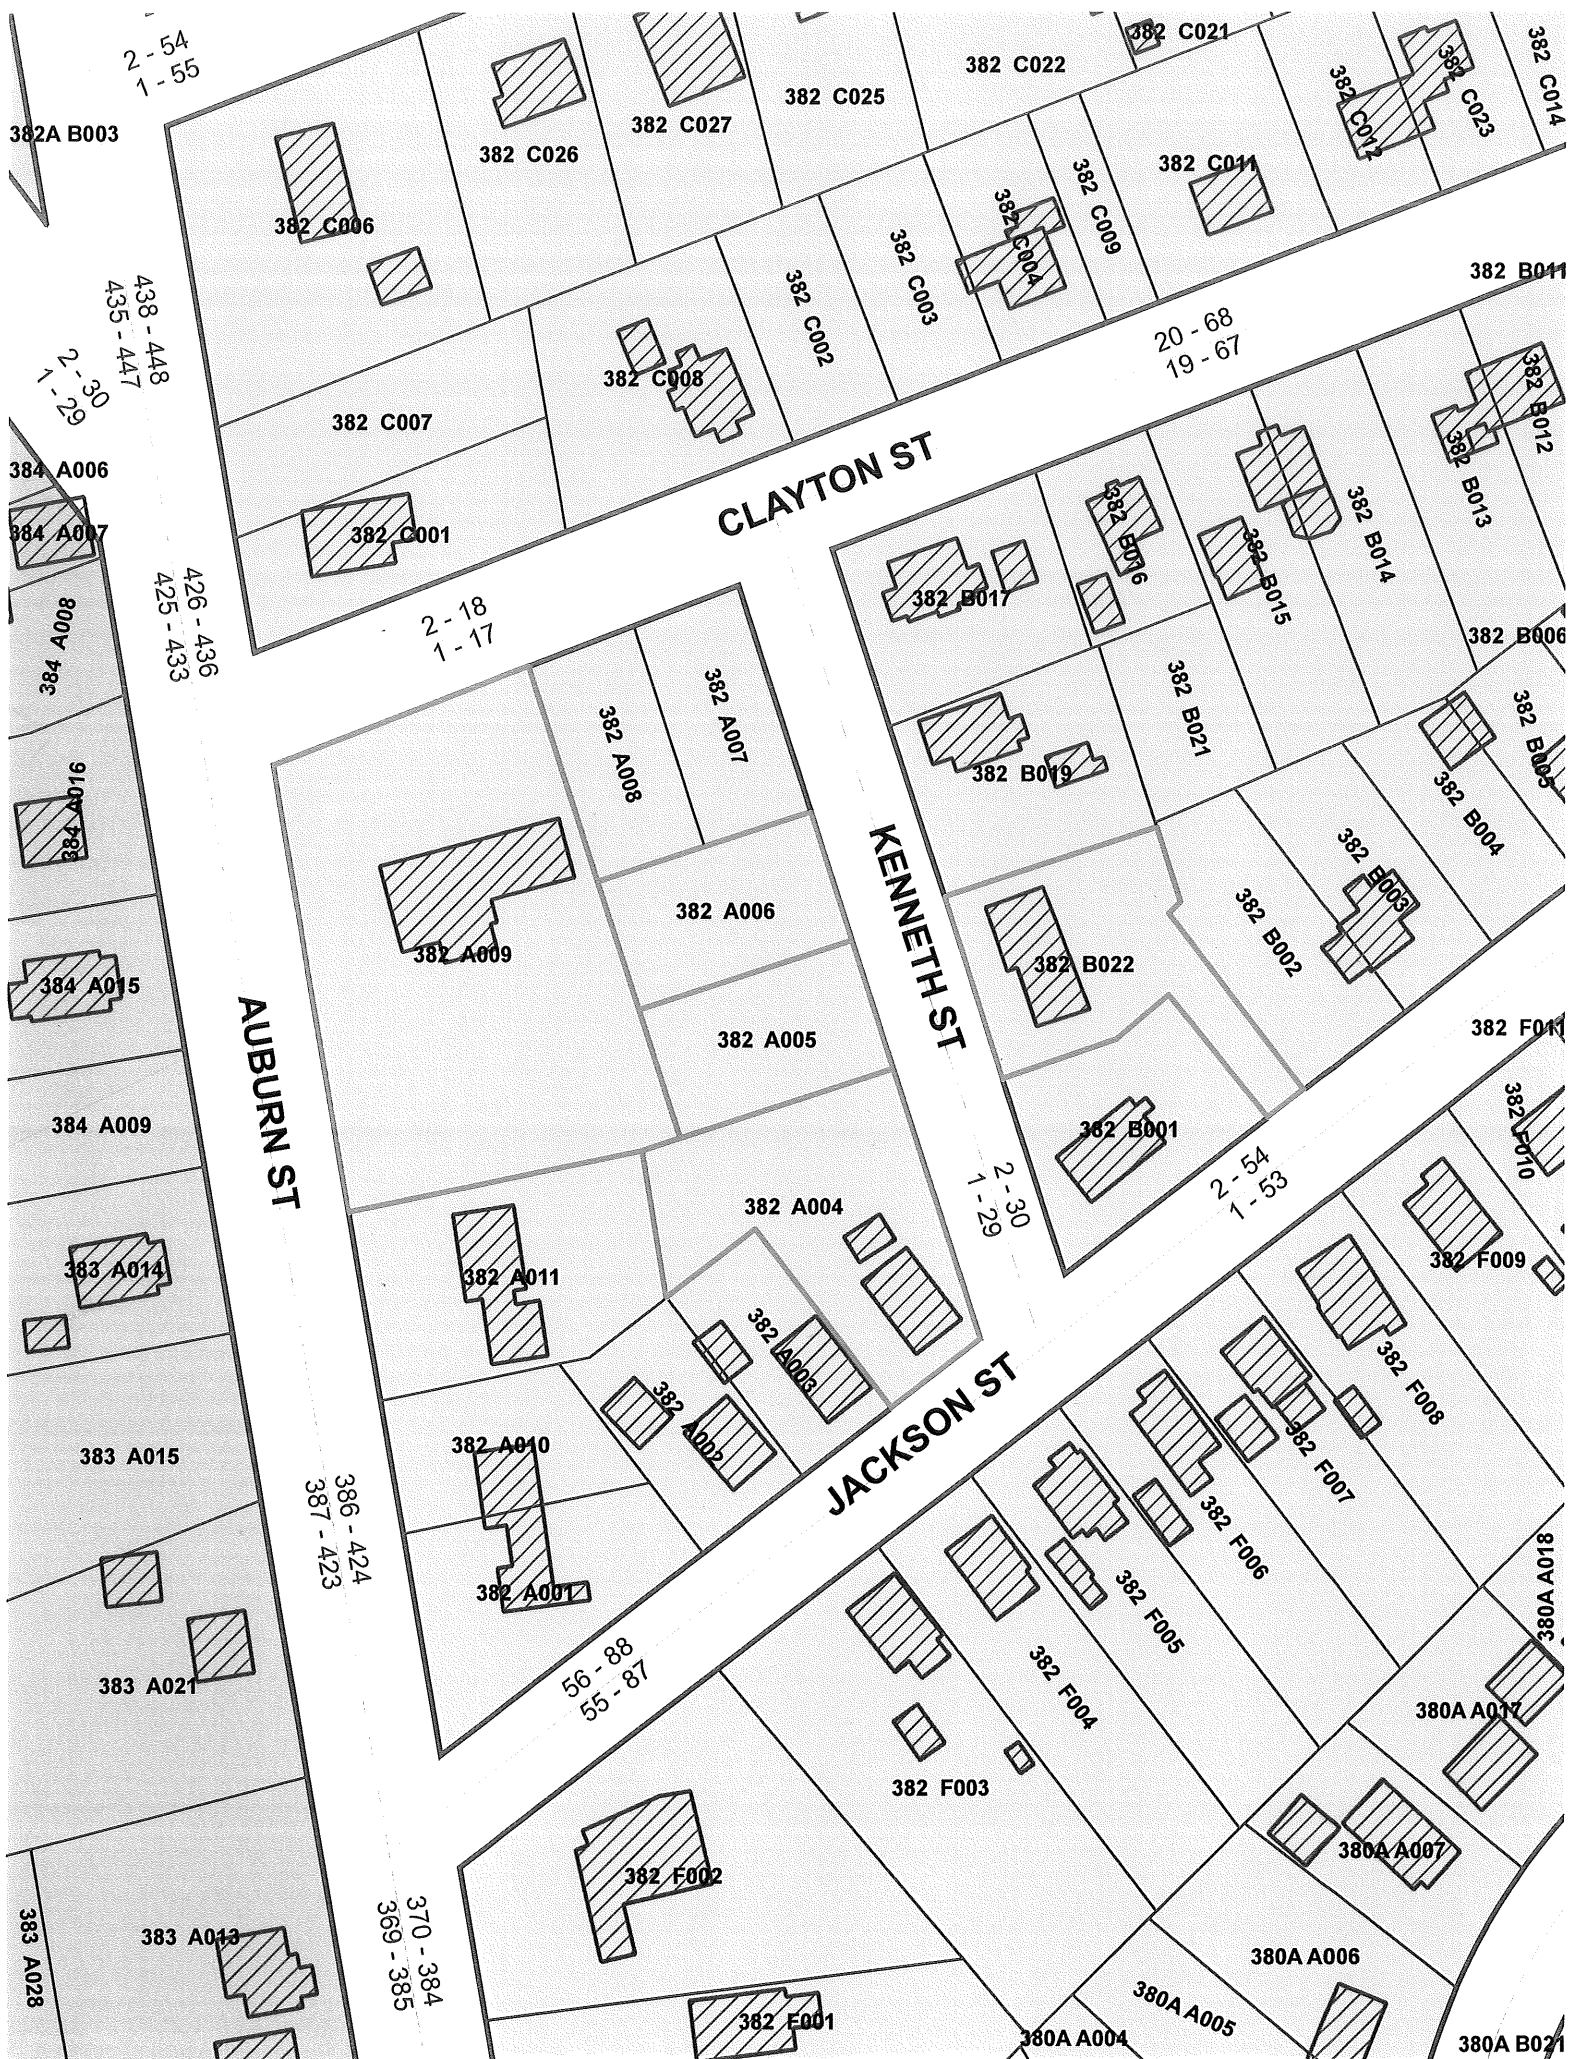 2 - 54
1 - 55
382A B003
382 C006
382 C026
382 C027
382 C025
382 C022
382 C021
382 C012
382 C023
382 C014
382 C011
382 C009
382 C004
382 C003
382 C002
382 C008
382 C007
382 C001
438 - 448
435 - 447
2 - 30
1 - 29
384 A006
384 A007
384 A008
426 - 436
425 - 433
2 - 18
1 - 17
CLAYTON ST
20 - 68
19 - 67
382 B011
382 B012
382 B013
382 B014
382 B015
382 B016
382 B017
382 B006
382 B005
382 B004
382 B021
382 B019
382 B003
382 B002
382 B022
382 B001
382 A007
382 A008
382 A006
382 A005
382 A009
382 A004
KENNETH ST
AUBURN ST
384 A016
384 A015
384 A009
383 A014
383 A015
383 A021
2 - 30
1 - 29
2 - 54
1 - 53
382 F011
382 F010
382 F009
382 F008
382 F007
382 F006
382 F005
382 F004
382 F003
382 F002
382 F001
382 A011
382 A003
382 A002
382 A010
382 A001
JACKSON ST
386 - 424
387 - 423
56 - 88
55 - 87
370 - 384
369 - 385
383 A013
383 A028
380A A018
380A A017
380A A007
380A A006
380A A005
380A A004
380A B021